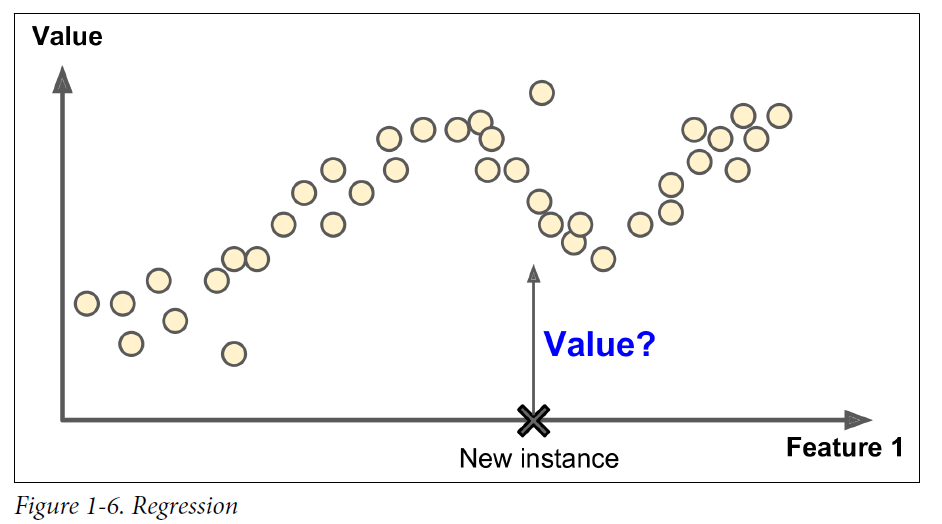 Value
Value?
New instance
Feature 1
Figure 1-6. Regression